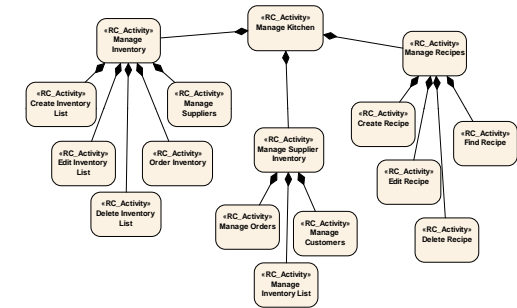 «RC_Activity»
Manage Kitchen
«RC_Activity»
Manage
Inventory
«RC_Activity»
Manage Recipes
«RC_Activity»
Create Inventory
List
«RC_Activity»
Manage
Suppliers
«RC_Activity»
Create Recipe
«RC_Activity»
Find Recipe
«RC_Activity»
Edit Inventory
List
«RC_Activity»
Order Inventory
«RC_Activity»
Manage Supplier
Inventory
«RC_Activity»
Edit Recipe
«RC_Activity»
Delete Inventory
List
«RC_Activity»
Manage Orders
«RC_Activity»
Manage
Customers
«RC_Activity»
Delete Recipe
«RC_Activity»
Manage
Inventory List